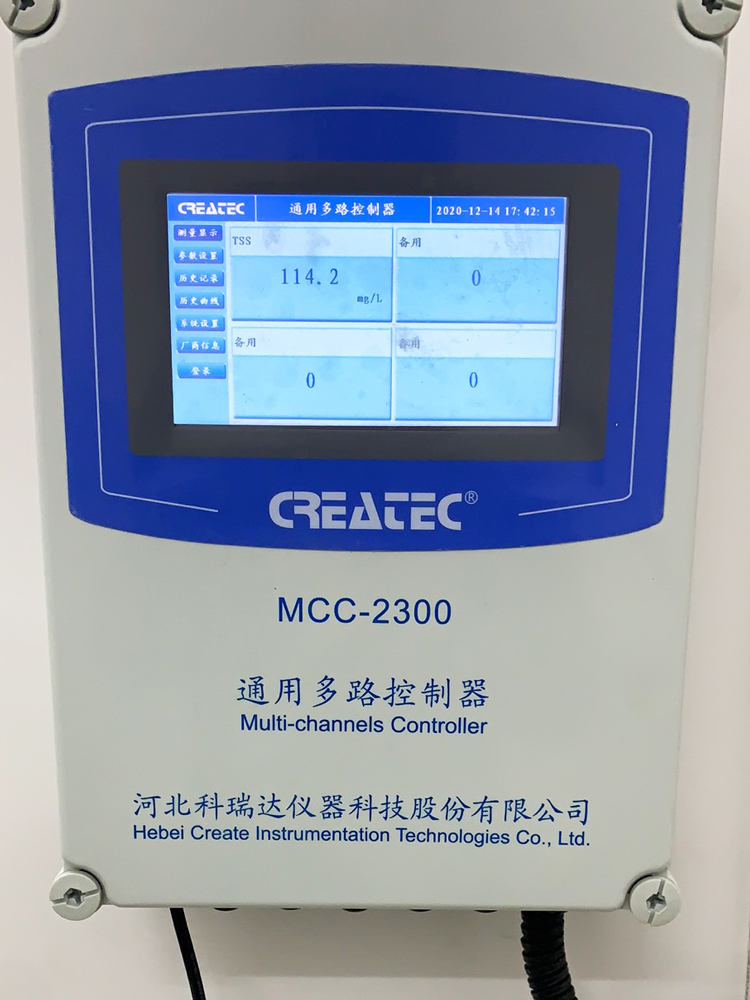 CREATEC 通用多路控制器 2020-12-14 17:42:15
测量显示
参数设置
历史记录
历史曲线
系统设置
厂商信息
登录
TSS
114.2
mg/L
备用
0
备用
0
备用
0
CREATEC®
MCC-2300
通用多路控制器
Multi-channels Controller
河北科瑞达仪器科技股份有限公司
Hebei Create Instrumentation Technologies Co., Ltd.